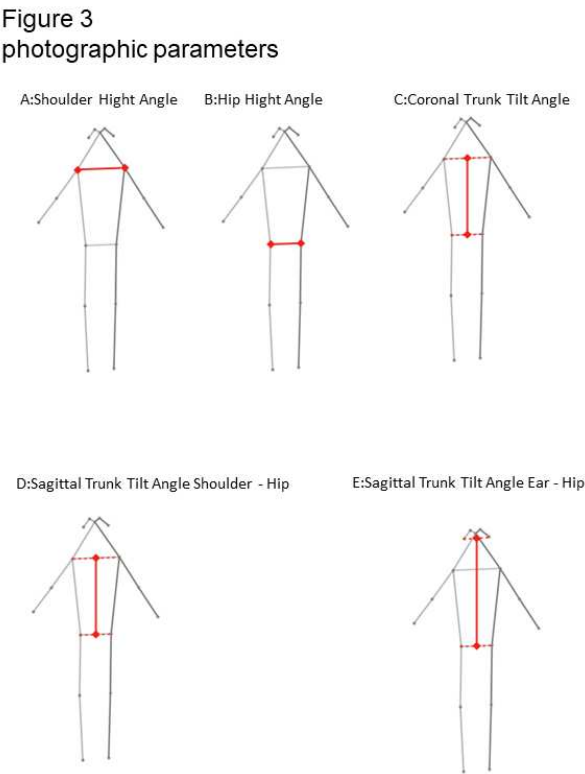 Figure 3
photographic parameters
A:Shoulder Hight Angle
B:Hip Hight Angle
C:Coronal Trunk Tilt Angle
D:Sagittal Trunk Tilt Angle Shoulder - Hip
E:Sagittal Trunk Tilt Angle Ear - Hip